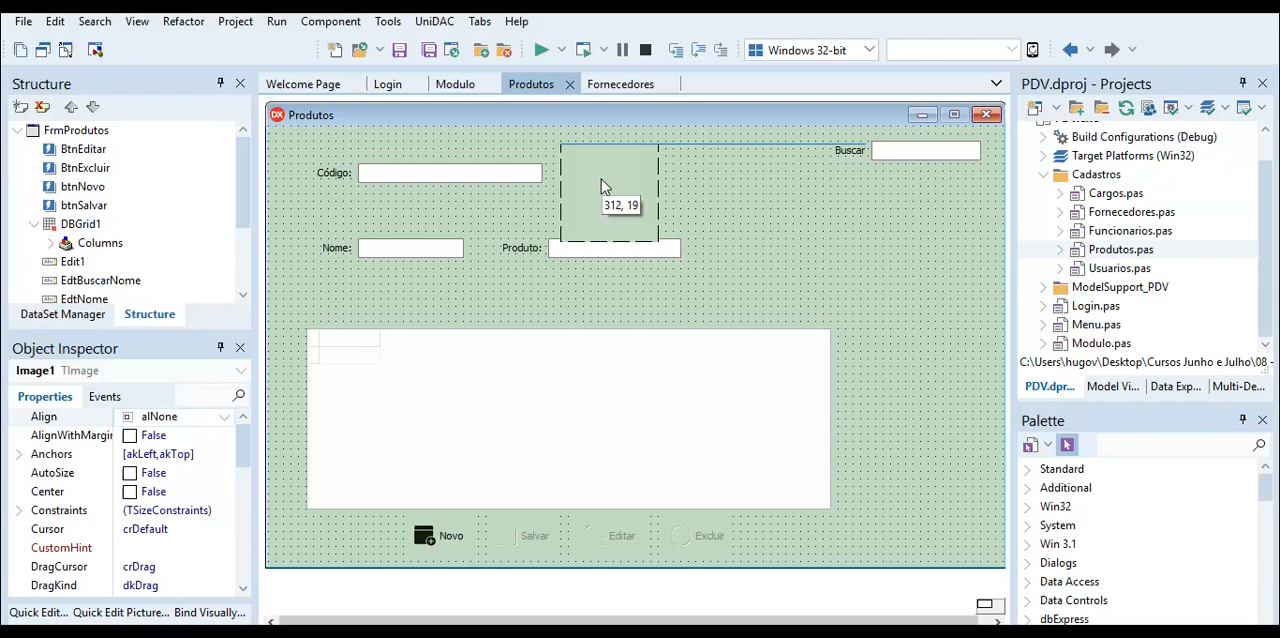 File Edit Search View Refactor Project Run Component Tools UniDAC Tabs Help
Windows 32-bit
Structure
Welcome Page Login Modulo Produtos Fornecedores
PDV.dproj - Projects
FrmProdutos
BtnEditar
BtnExcluir
btnNovo
btnSalvar
DBGrid1
Columns
Edit1
EdtBuscarNome
EdtNome
DataSet Manager Structure
Object Inspector
Image1 TImage
Properties Events
Align alNone
AlignWithMargin False
Anchors [akLeft,akTop]
AutoSize False
Center False
Constraints (TSizeConstraints)
Cursor crDefault
CustomHint
DragCursor crDrag
DragKind dkDrag
Quick Edit... Quick Edit Picture... Bind Visually...
DX Produtos
Buscar
Código:
312, 19
Nome: Produto:
Novo Salvar Editar Excluir
Build Configurations (Debug)
Target Platforms (Win32)
Cadastros
Cargos.pas
Fornecedores.pas
Funcionarios.pas
Produtos.pas
Usuarios.pas
ModelSupport_PDV
Login.pas
Menu.pas
Modulo.pas
C:\Users\hugov\Desktop\Cursos Junho e Julho\08 -
PDV.dpr... Model Vi... Data Exp... Multi-De...
Palette
Standard
Additional
Win32
System
Win 3.1
Dialogs
Data Access
Data Controls
dbExpress